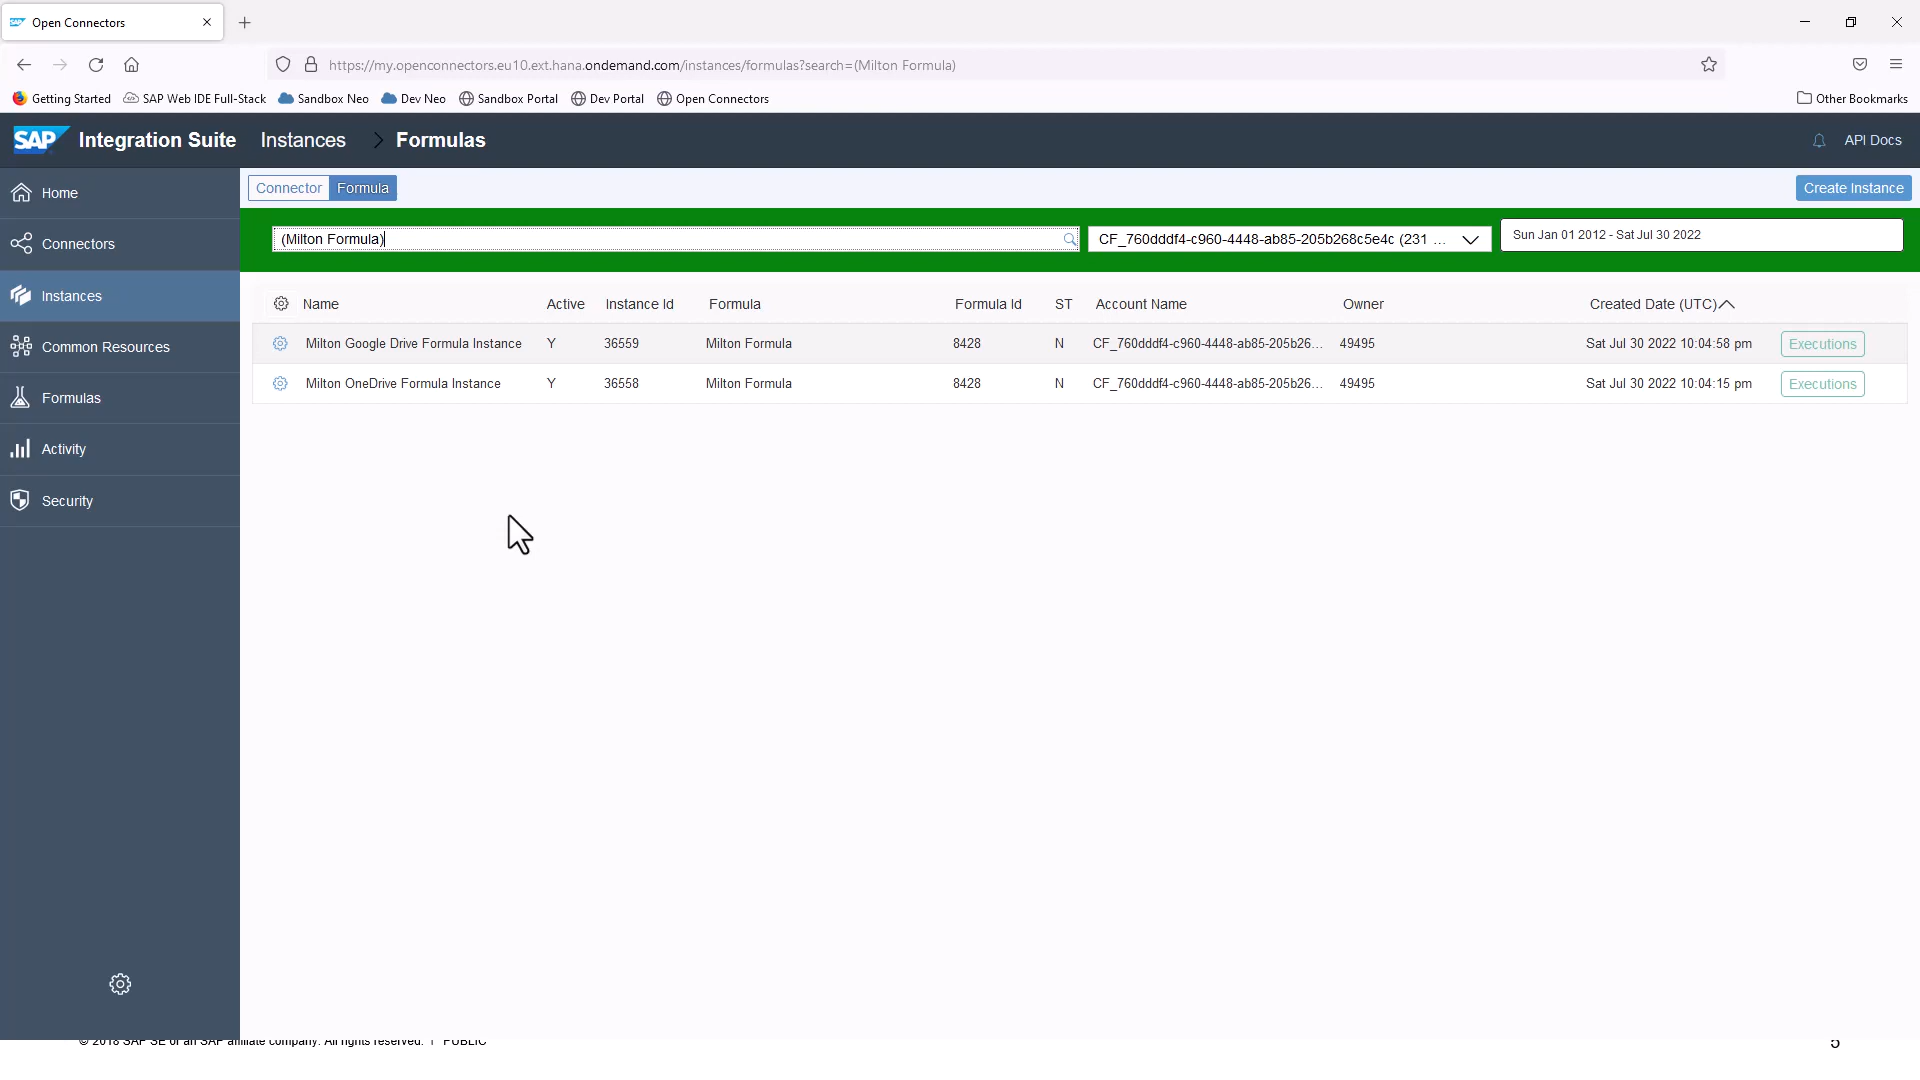 Open Connectors
https://my.openconnectors.eu10.ext.hana.ondemand.com/instances/formulas?search=(Milton Formula)
Getting Started SAP Web IDE Full-Stack Sandbox Neo Dev Neo Sandbox Portal Dev Portal Open Connectors Other Bookmarks
SAP Integration Suite Instances Formulas API Docs
Home
Connectors
Instances
Common Resources
Formulas
Activity
Security
Connector Formula Create Instance
(Milton Formula) CF_760dddf4-c960-4448-ab85-205b268c5e4c (231 ... Sun Jan 01 2012 - Sat Jul 30 2022
Name Active Instance Id Formula Formula Id ST Account Name Owner Created Date (UTC)
Milton Google Drive Formula Instance Y 36559 Milton Formula 8428 N CF_760dddf4-c960-4448-ab85-205b26... 49495 Sat Jul 30 2022 10:04:58 pm Executions
Milton OneDrive Formula Instance Y 36558 Milton Formula 8428 N CF_760dddf4-c960-4448-ab85-205b26... 49495 Sat Jul 30 2022 10:04:15 pm Executions
© 2018 SAP SE or an SAP affiliate company. All rights reserved. | PUBLIC 5